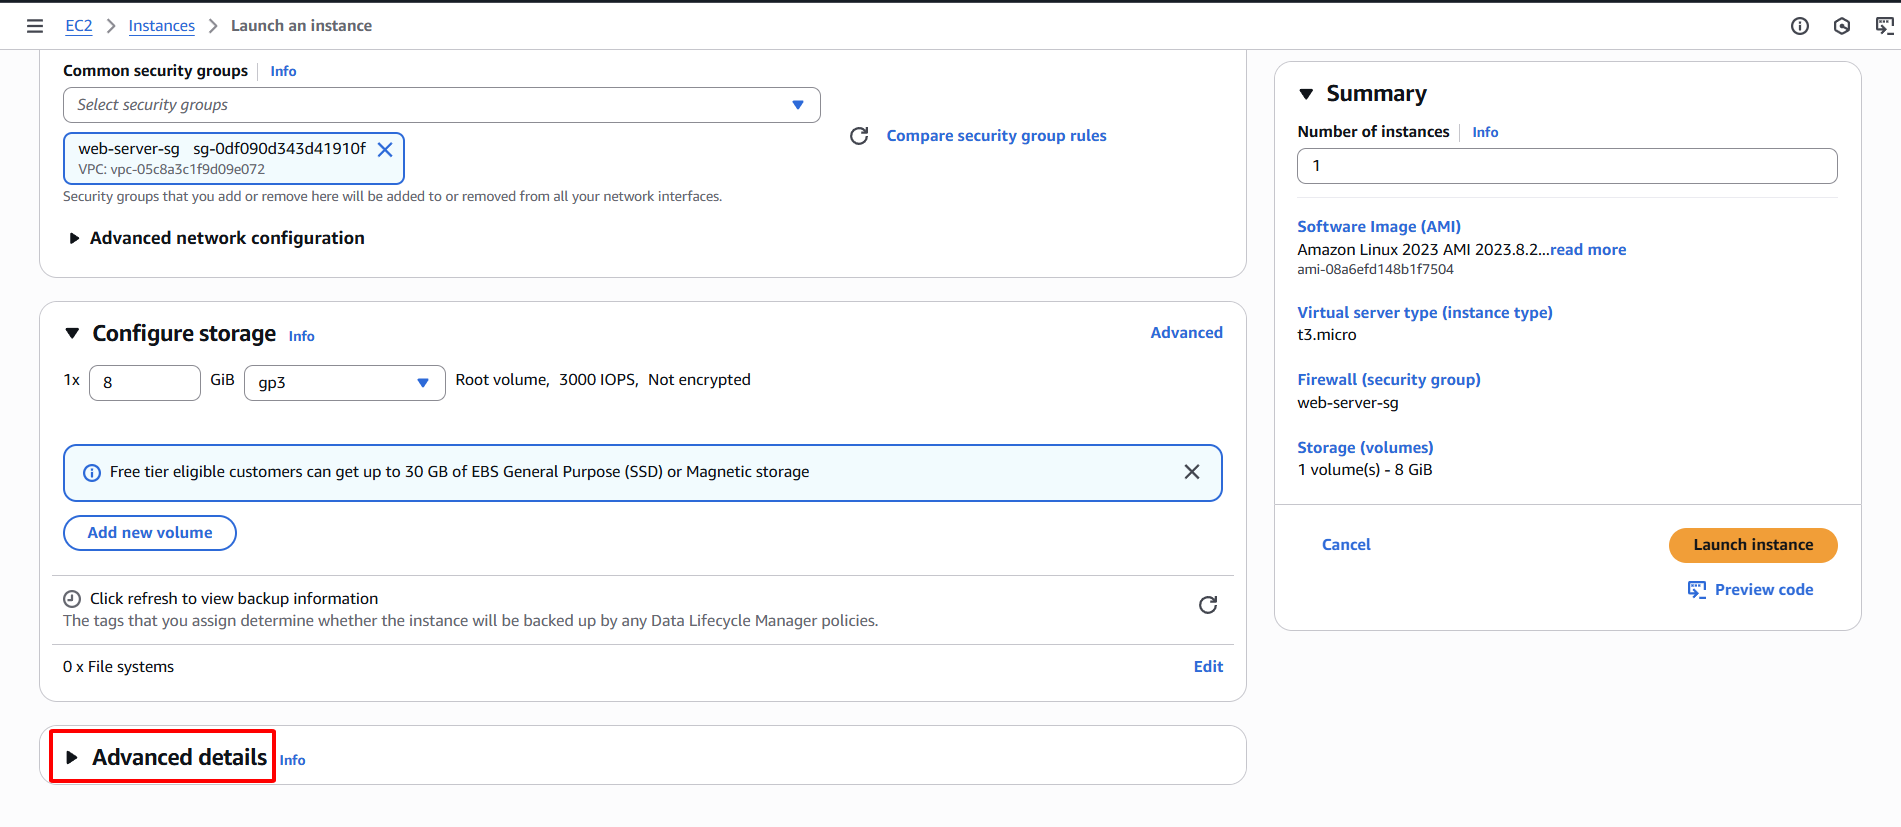 EC2 > Instances > Launch an instance
Common security groups Info
Select security groups
web-server-sg sg-0df090d343d41910f
VPC: vpc-05c8a3c1f9d09e072
Compare security group rules
Security groups that you add or remove here will be added to or removed from all your network interfaces.
Advanced network configuration
Configure storage Info
Advanced
1x 8 GiB gp3 Root volume, 3000 IOPS, Not encrypted
Free tier eligible customers can get up to 30 GB of EBS General Purpose (SSD) or Magnetic storage
Add new volume
Click refresh to view backup information
The tags that you assign determine whether the instance will be backed up by any Data Lifecycle Manager policies.
0 x File systems
Edit
Advanced details Info
Summary
Number of instances Info
1
Software Image (AMI)
Amazon Linux 2023 AMI 2023.8.2...read more
ami-08a6efd148b1f7504
Virtual server type (instance type)
t3.micro
Firewall (security group)
web-server-sg
Storage (volumes)
1 volume(s) - 8 GiB
Cancel
Launch instance
Preview code